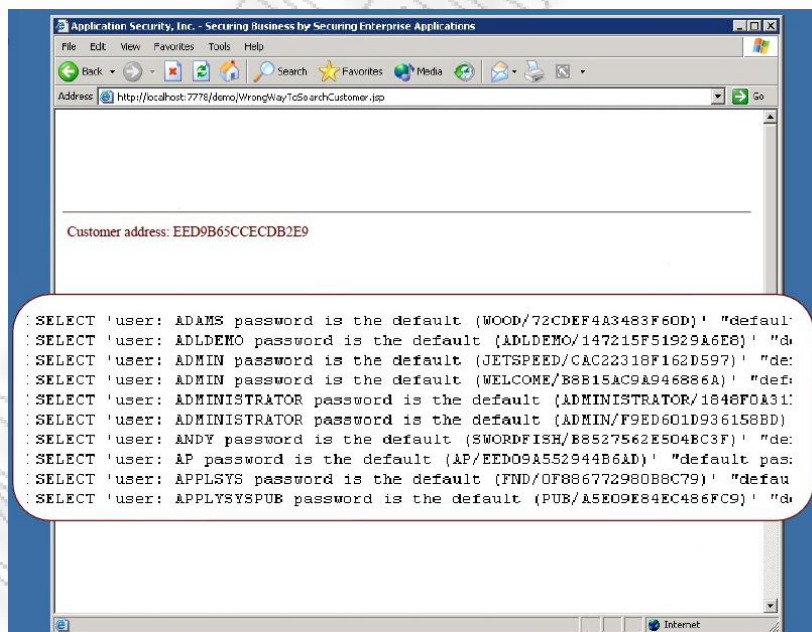 Application Security, Inc. - Securing Business by Securing Enterprise Applications
File Edit View Favorites Tools Help
Back Search Favorites Media
Address http://localhost:7778/demo/WrongWayToSearchCustomer.jsp Go
Customer address: EED9B65CCECDB2E9
SELECT 'user: ADAMS password is the default (WOOD/72CDEF4A3483F60D)' "defaul
SELECT 'user: ADLDEMO password is the default (ADLDEMO/147215F51929A6E8)' "d
SELECT 'user: ADMIN password is the default (JETSPEED/CAC22318F162D597)' "de
SELECT 'user: ADMIN password is the default (WELCOME/B8B15AC9A946886A)' "def
SELECT 'user: ADMINISTRATOR password is the default (ADMINISTRATOR/1848F0A31
SELECT 'user: ADMINISTRATOR password is the default (ADMIN/F9ED601D936158BD)
SELECT 'user: ANDY password is the default (SWORDFISH/B8527562E504BC3F)' "de
SELECT 'user: AP password is the default (AP/EED09A552944B6AD)' "default pas
SELECT 'user: APPLSYS password is the default (FND/0F886772980B8C79)' "defau
SELECT 'user: APPLYSYSPUB password is the default (PUB/A5E09E84EC486FC9)' "d
Internet